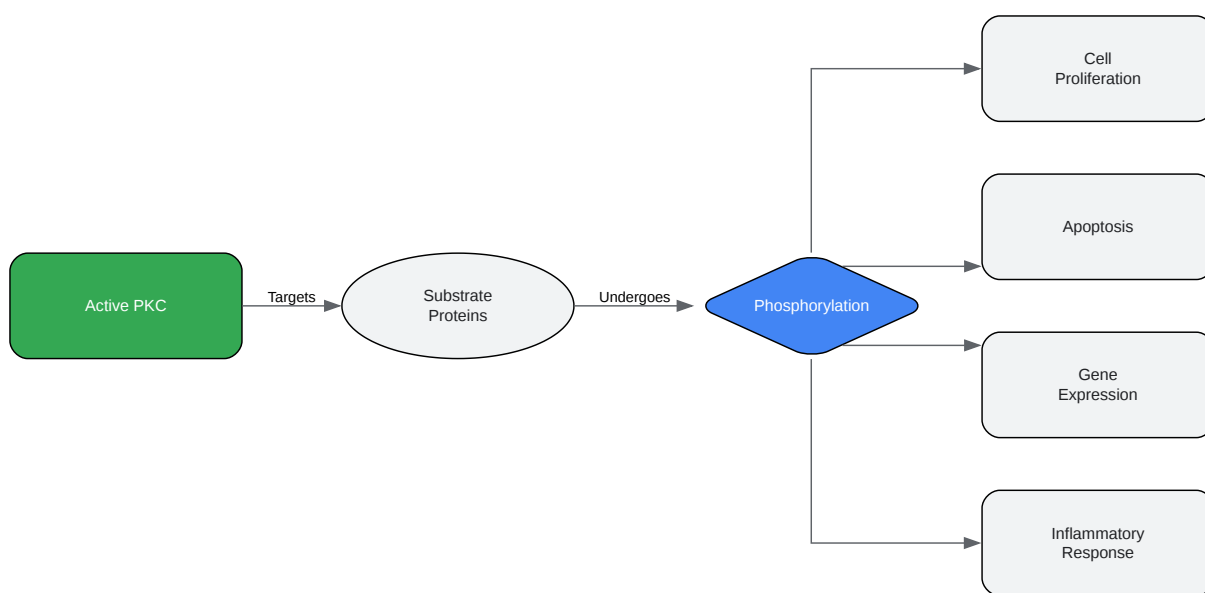 Active PKC
Targets
Substrate
Proteins
Undergoes
Phosphorylation
Cell
Proliferation
Apoptosis
Gene
Expression
Inflammatory
Response